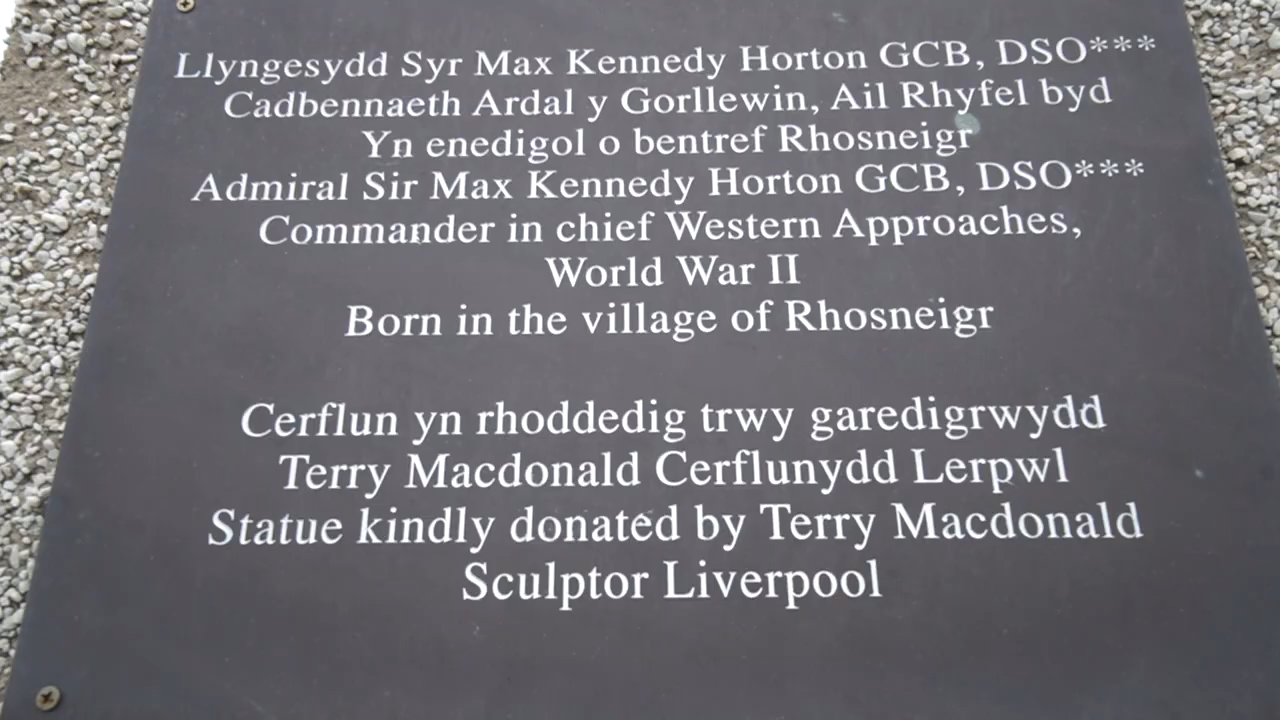 Llyngesydd Syr Max Kennedy Horton GCB, DSO***
Cadbennaeth Ardal y Gorllewin, Ail Rhyfel byd
Yn enedigol o bentref Rhosneigr
Admiral Sir Max Kennedy Horton GCB, DSO***
Commander in chief Western Approaches,
World War II
Born in the village of Rhosneigr
Cerflun yn rhoddedig trwy garedigrwydd
Terry Macdonald Cerflunydd Lerpwl
Statue kindly donated by Terry Macdonald
Sculptor Liverpool